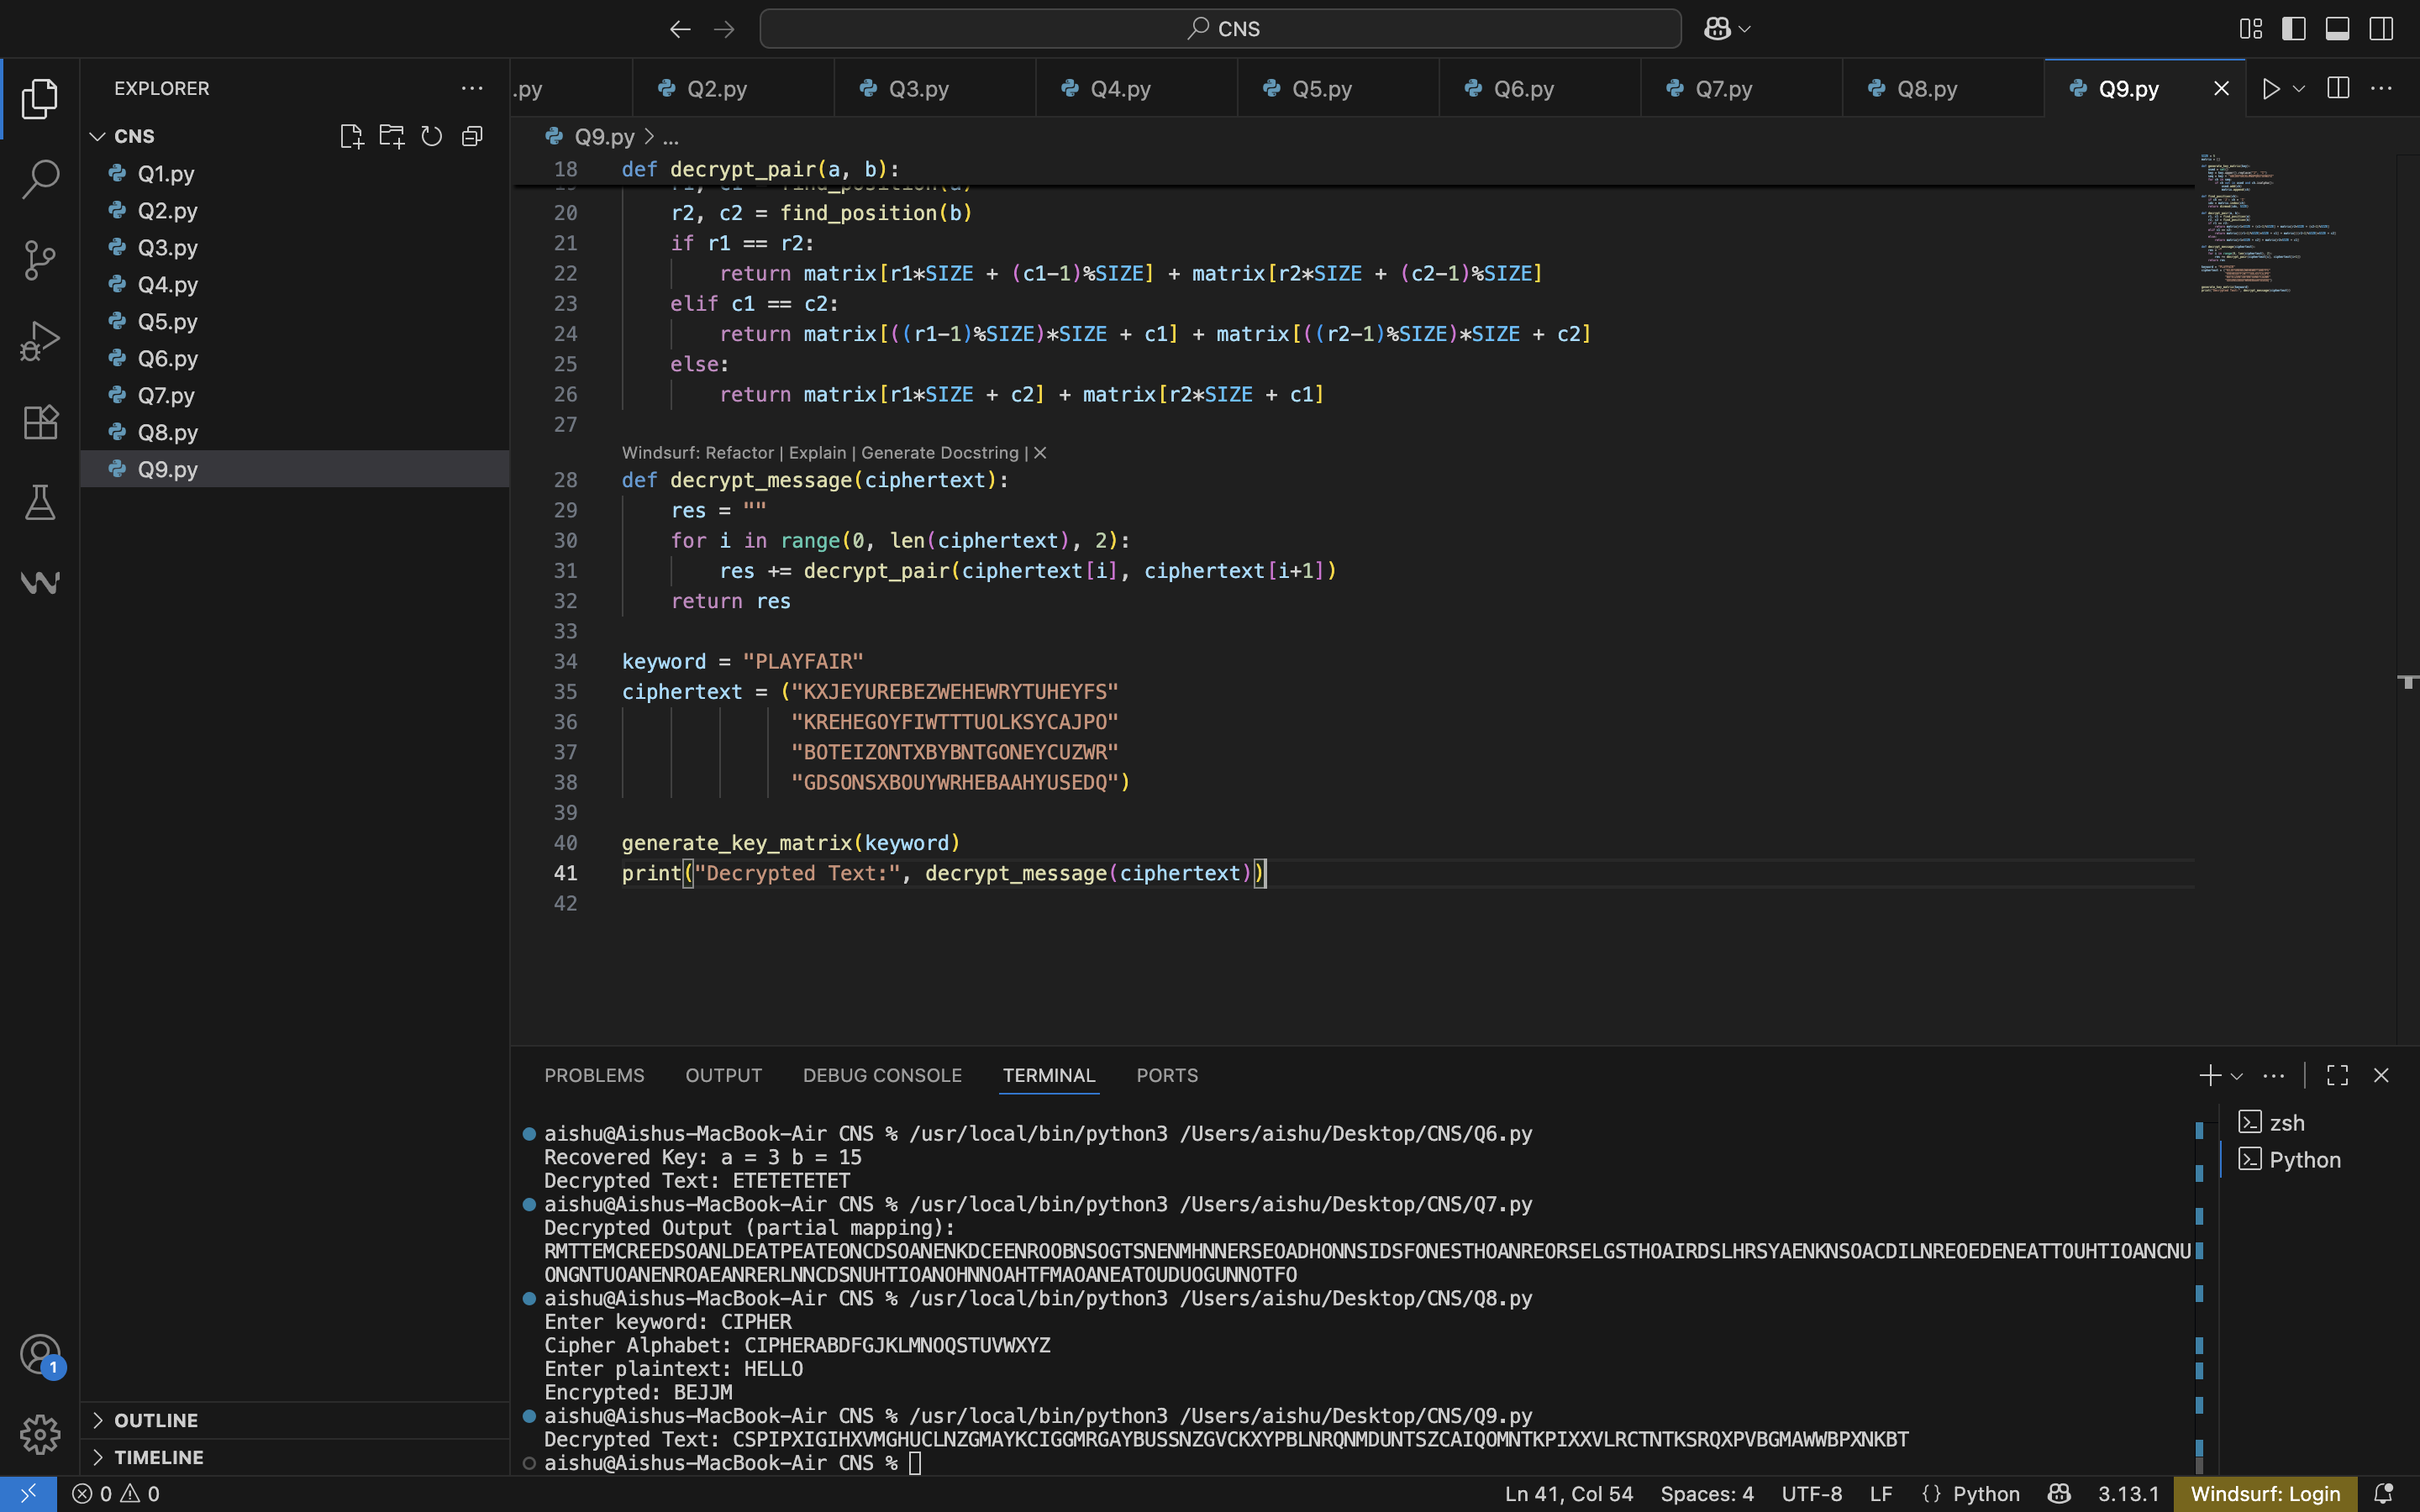 CNS
EXPLORER
.py
Q2.py
Q3.py
Q4.py
Q5.py
Q6.py
Q7.py
Q8.py
Q9.py
CNS
Q1.py
Q2.py
Q3.py
Q4.py
Q5.py
Q6.py
Q7.py
Q8.py
Q9.py
OUTLINE
TIMELINE
Q9.py > ...
18 def decrypt_pair(a, b):
20 r2, c2 = find_position(b)
21 if r1 == r2:
22 return matrix[r1*SIZE + (c1-1)%SIZE] + matrix[r2*SIZE + (c2-1)%SIZE]
23 elif c1 == c2:
24 return matrix[((r1-1)%SIZE)*SIZE + c1] + matrix[((r2-1)%SIZE)*SIZE + c2]
25 else:
26 return matrix[r1*SIZE + c2] + matrix[r2*SIZE + c1]
27
Windsurf: Refactor | Explain | Generate Docstring | ×
28 def decrypt_message(ciphertext):
29 res = ""
30 for i in range(0, len(ciphertext), 2):
31 res += decrypt_pair(ciphertext[i], ciphertext[i+1])
32 return res
33
34 keyword = "PLAYFAIR"
35 ciphertext = ("KXJEYUREBEZWEHEWRYTUHEYFS"
36 "KREHEGOYFIWTTTUOLKSYCAJPO"
37 "BOTEIZONTXBYBNTGONEYCUZWR"
38 "GDSONSXBOUYWRHEBAAHYUSEDQ")
39
40 generate_key_matrix(keyword)
41 print("Decrypted Text:", decrypt_message(ciphertext))
42
PROBLEMS
OUTPUT
DEBUG CONSOLE
TERMINAL
PORTS
zsh
Python
aishu@Aishus-MacBook-Air CNS % /usr/local/bin/python3 /Users/aishu/Desktop/CNS/Q6.py
Recovered Key: a = 3 b = 15
Decrypted Text: ETETETETET
aishu@Aishus-MacBook-Air CNS % /usr/local/bin/python3 /Users/aishu/Desktop/CNS/Q7.py
Decrypted Output (partial mapping):
RMTTEMCREEDSOANLDEATPEATEONCDSOANENKDCEENROOBNSOGTSNENMHNNERSEOADHONNSIDSFONESTHOANREORSELGSTHOAIRDSLHRSYAENKNSOACDILNREOEDENEATTOUHTIOANCNU
ONGNTUOANENROAEANRERLNNCDSNUHTIOANOHNNOAHTFMAOANEATOUDUOGUNNOTFO
aishu@Aishus-MacBook-Air CNS % /usr/local/bin/python3 /Users/aishu/Desktop/CNS/Q8.py
Enter keyword: CIPHER
Cipher Alphabet: CIPHERABDFGJKLMNOQSTUVWXYZ
Enter plaintext: HELLO
Encrypted: BEJJM
aishu@Aishus-MacBook-Air CNS % /usr/local/bin/python3 /Users/aishu/Desktop/CNS/Q9.py
Decrypted Text: CSPIPXIGIHXVMGHUCLNZGMAYKCIGGMRGAYBUSSNZGVCKXYPBLNRQNMDUNTSZCAIQOMNTKPIXXVLRCTNTKSRQXPVBGMAWWBPXNKBT
aishu@Aishus-MacBook-Air CNS %
1
0 0
Ln 41, Col 54
Spaces: 4
UTF-8
LF
{} Python
3.13.1
Windsurf: Login